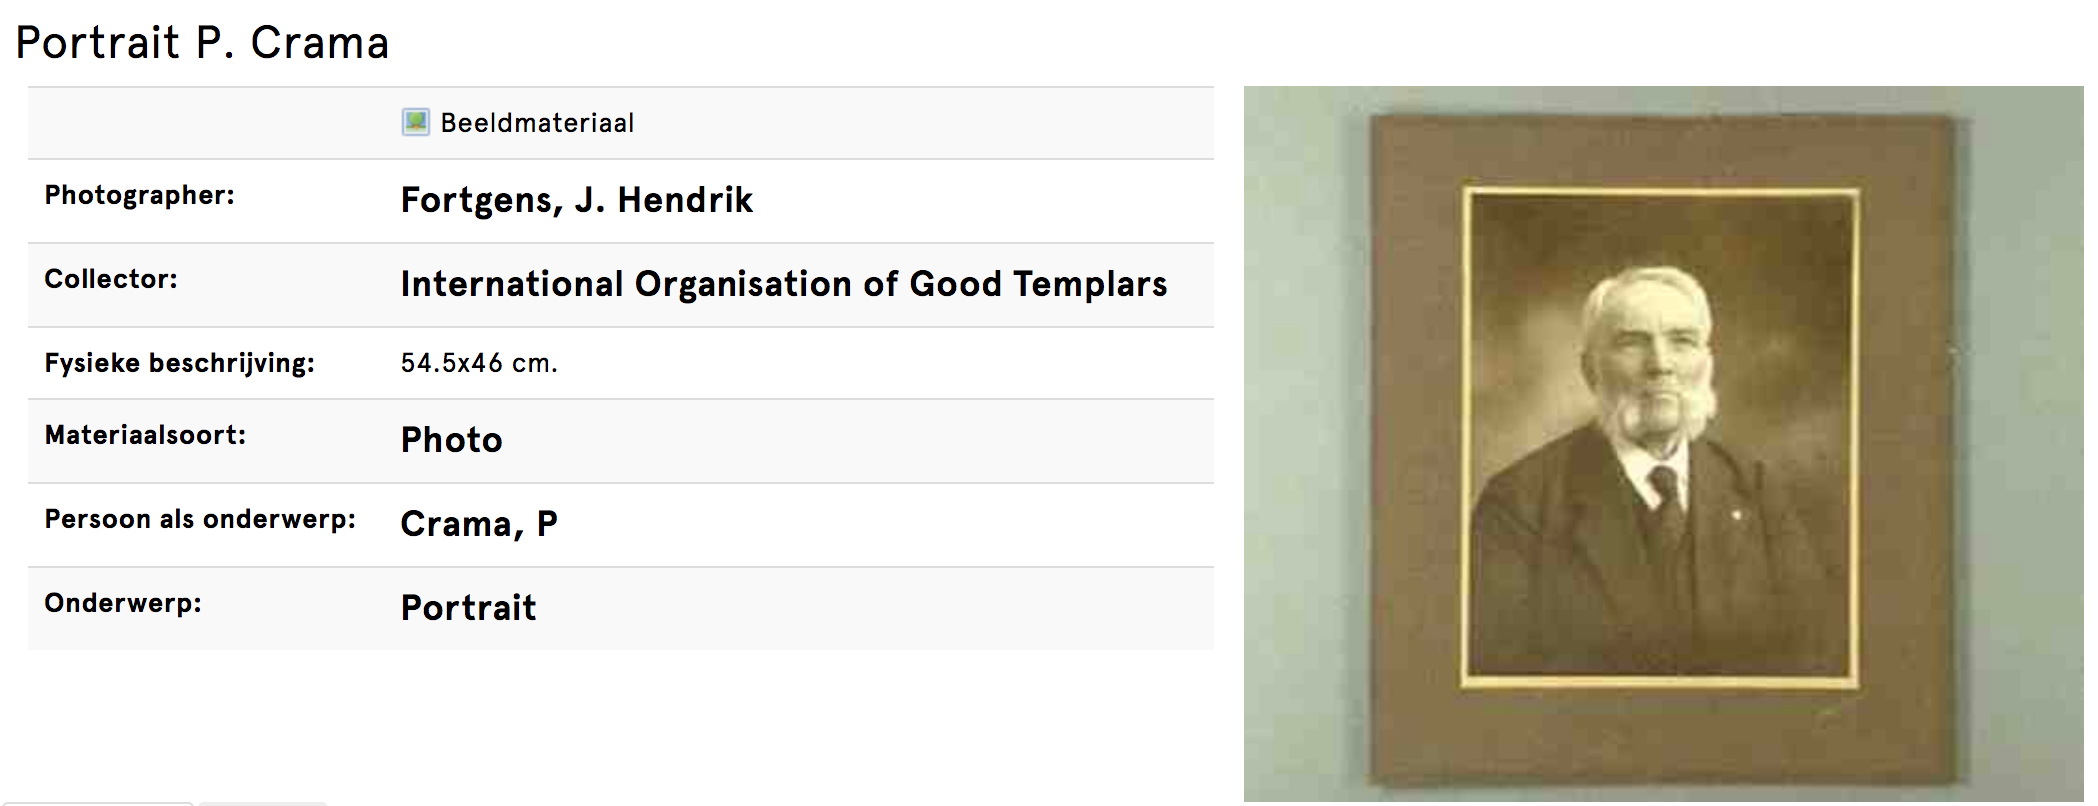 Portrait P. Crama
Beeldmateriaal
Photographer: Fortgens, J. Hendrik
Collector: International Organisation of Good Templars
Fysieke beschrijving: 54.5x46 cm.
Materiaalsoort: Photo
Persoon als onderwerp: Crama, P
Onderwerp: Portrait